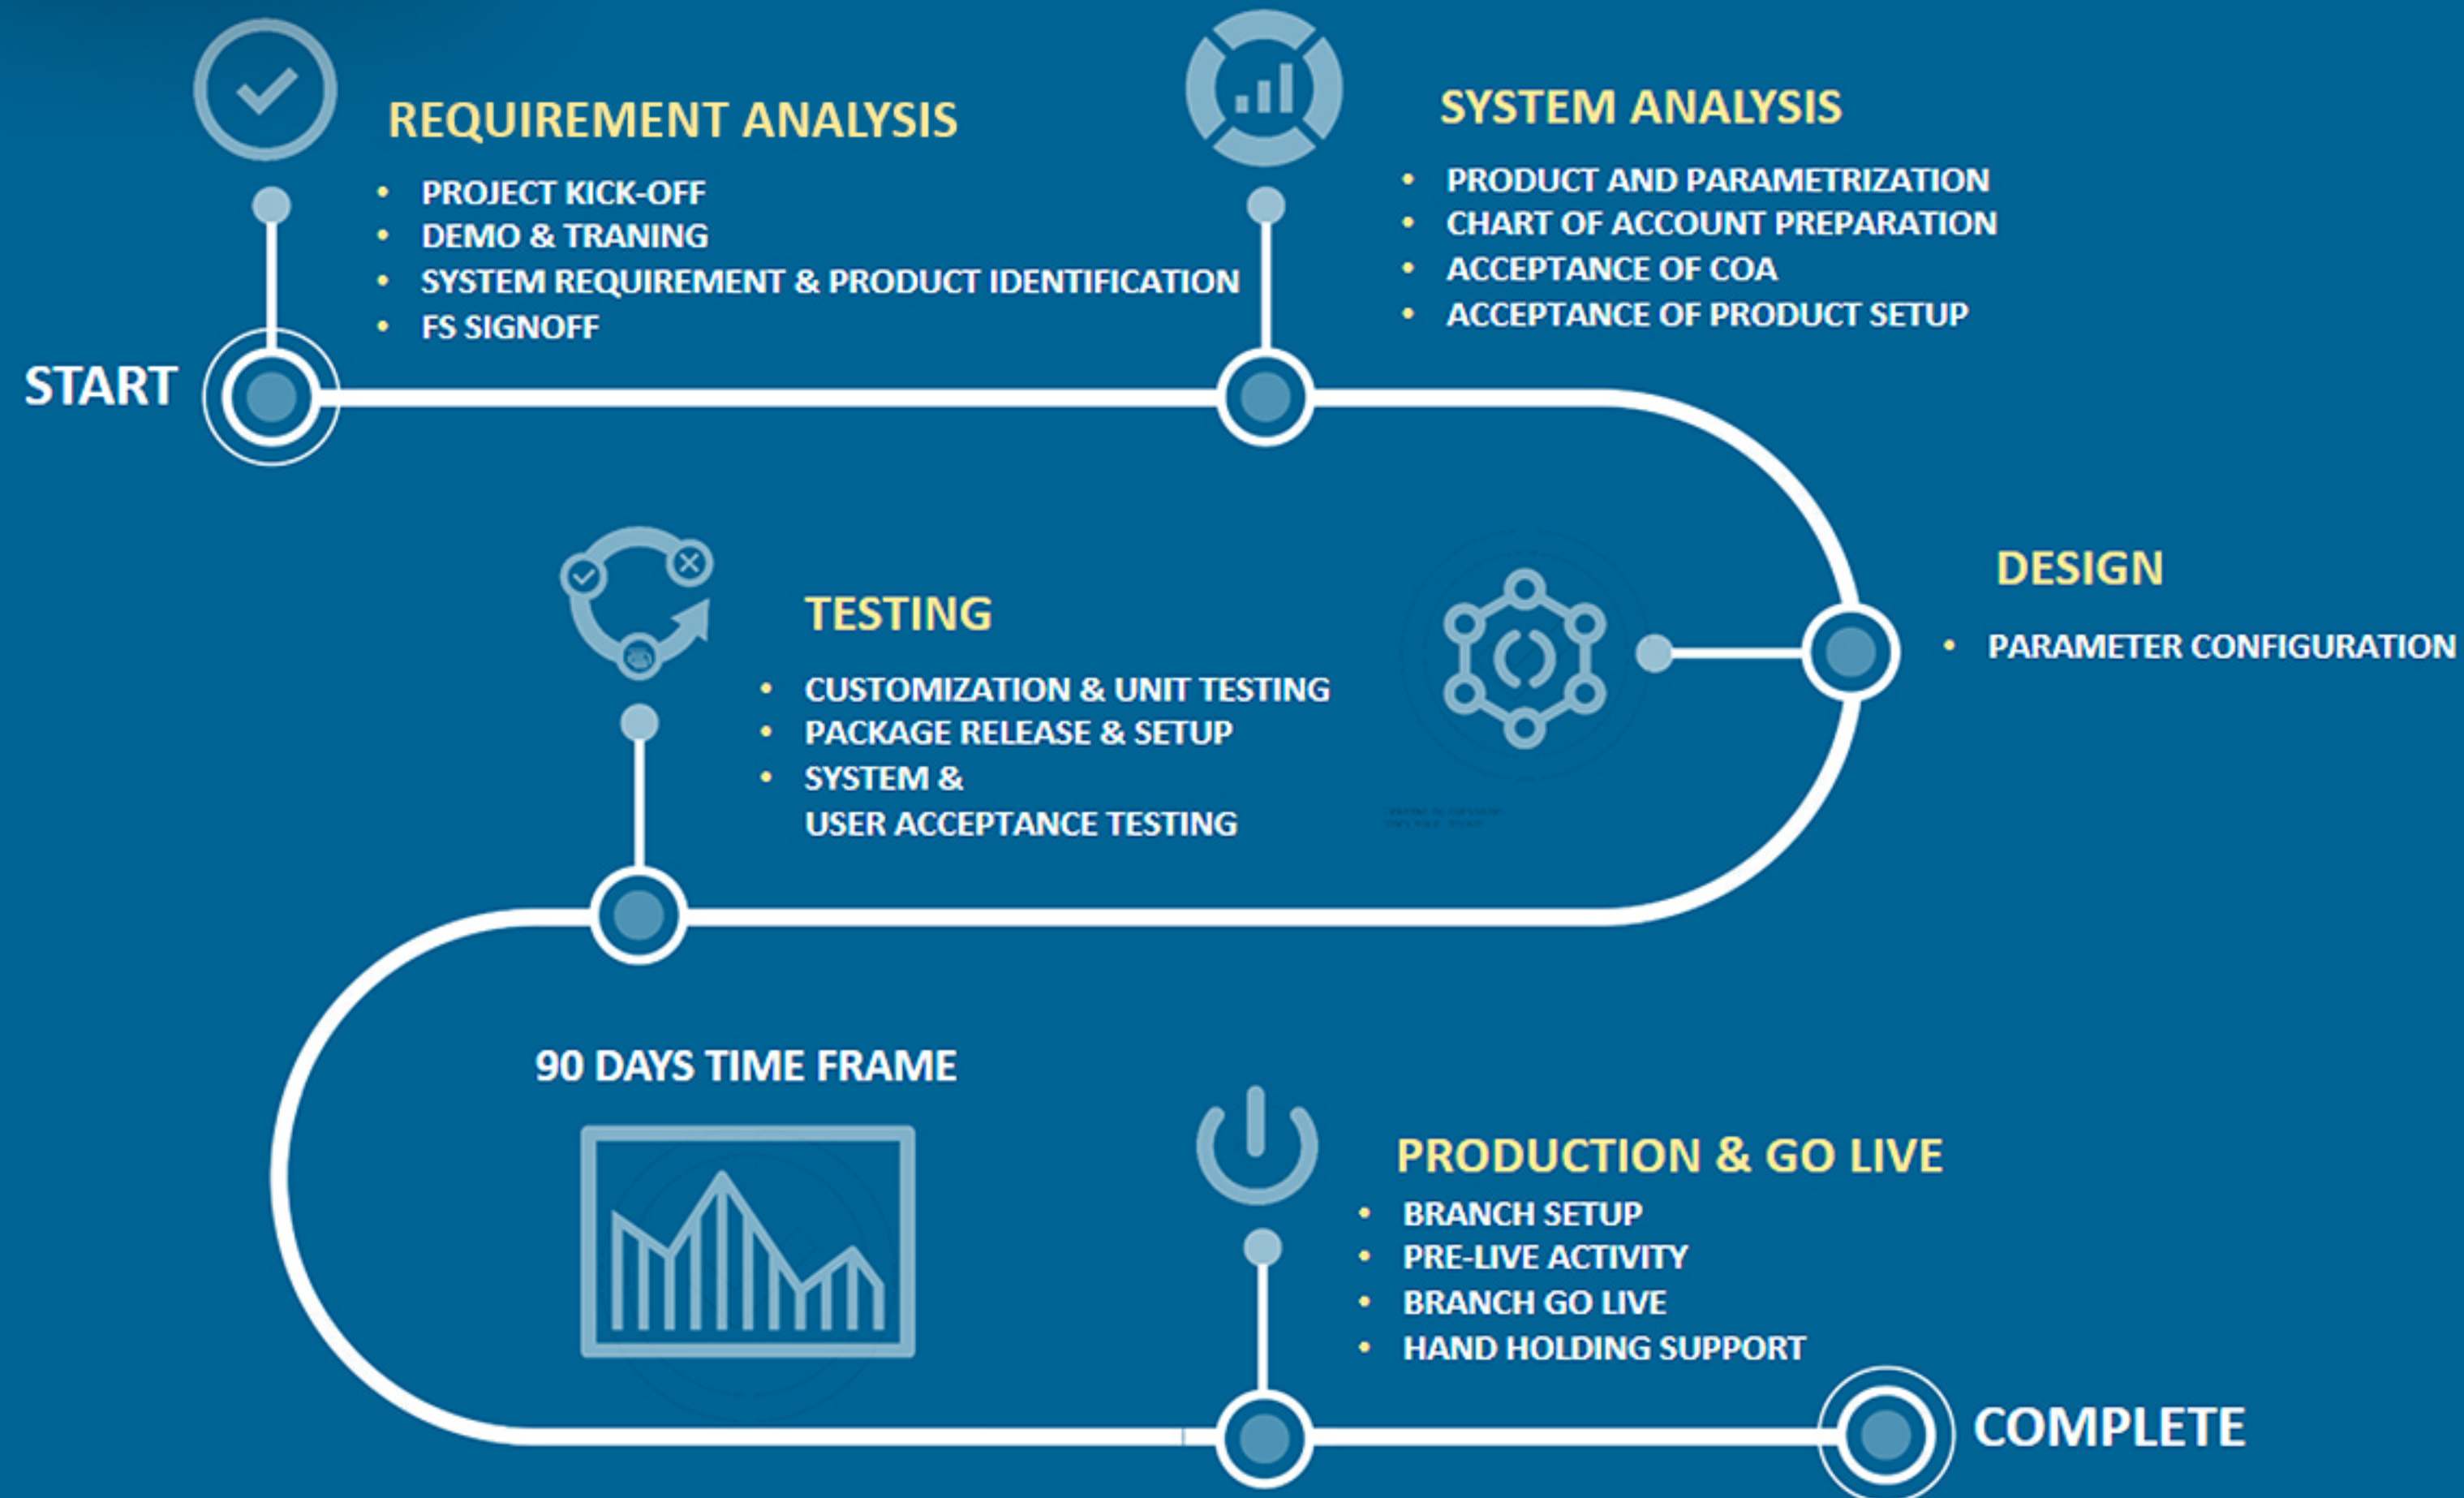 REQUIREMENT ANALYSIS
• PROJECT KICK-OFF
• DEMO & TRANING
• SYSTEM REQUIREMENT & PRODUCT IDENTIFICATION
• FS SIGNOFF
START
SYSTEM ANALYSIS
• PRODUCT AND PARAMETRIZATION
• CHART OF ACCOUNT PREPARATION
• ACCEPTANCE OF COA
• ACCEPTANCE OF PRODUCT SETUP
DESIGN
• PARAMETER CONFIGURATION
TESTING
• CUSTOMIZATION & UNIT TESTING
• PACKAGE RELEASE & SETUP
• SYSTEM &
USER ACCEPTANCE TESTING
90 DAYS TIME FRAME
PRODUCTION & GO LIVE
• BRANCH SETUP
• PRE-LIVE ACTIVITY
• BRANCH GO LIVE
• HAND HOLDING SUPPORT
COMPLETE